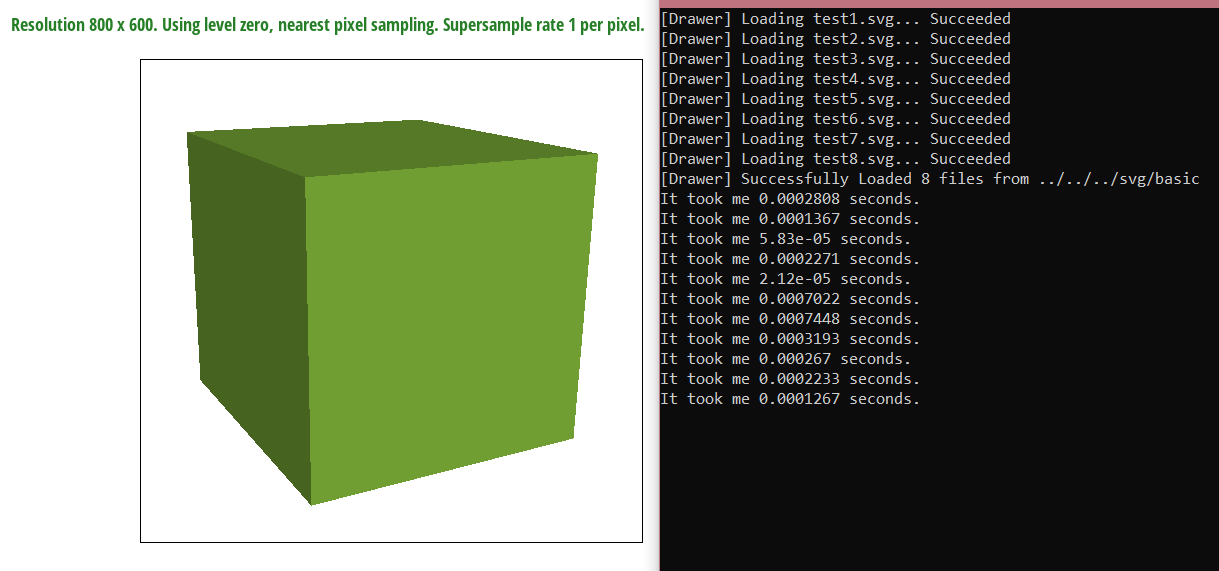 Resolution 800 x 600. Using level zero, nearest pixel sampling. Supersample rate 1 per pixel.
[Drawer] Loading test1.svg... Succeeded
[Drawer] Loading test2.svg... Succeeded
[Drawer] Loading test3.svg... Succeeded
[Drawer] Loading test4.svg... Succeeded
[Drawer] Loading test5.svg... Succeeded
[Drawer] Loading test6.svg... Succeeded
[Drawer] Loading test7.svg... Succeeded
[Drawer] Loading test8.svg... Succeeded
[Drawer] Successfully Loaded 8 files from ../../../svg/basic
It took me 0.0002808 seconds.
It took me 0.0001367 seconds.
It took me 5.83e-05 seconds.
It took me 0.0002271 seconds.
It took me 2.12e-05 seconds.
It took me 0.0007022 seconds.
It took me 0.0007448 seconds.
It took me 0.0003193 seconds.
It took me 0.000267 seconds.
It took me 0.0002233 seconds.
It took me 0.0001267 seconds.